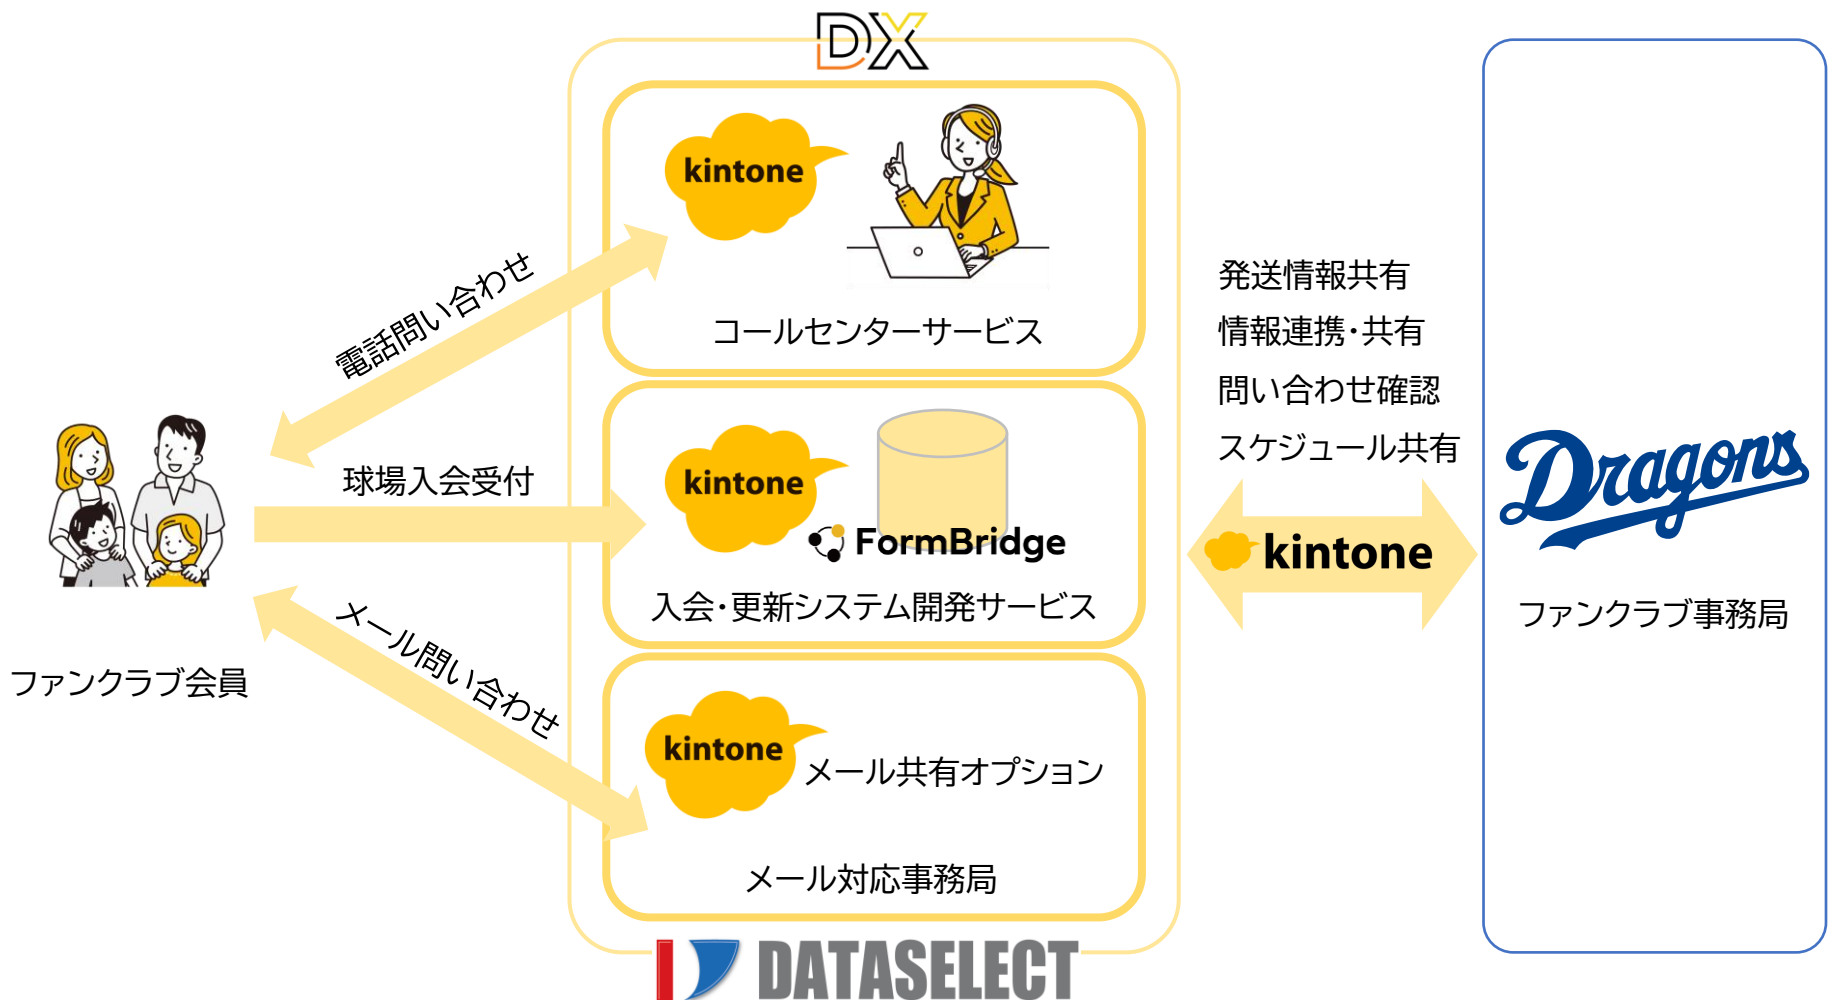 DX
kintone
コールセンターサービス
電話問い合わせ
発送情報共有
情報連携・共有
問い合わせ確認
スケジュール共有
球場入会受付
kintone
FormBridge
入会・更新システム開発サービス
kintone
Dragons
ファンクラブ事務局
メール問い合わせ
ファンクラブ会員
kintone
メール共有オプション
メール対応事務局
DATASELECT